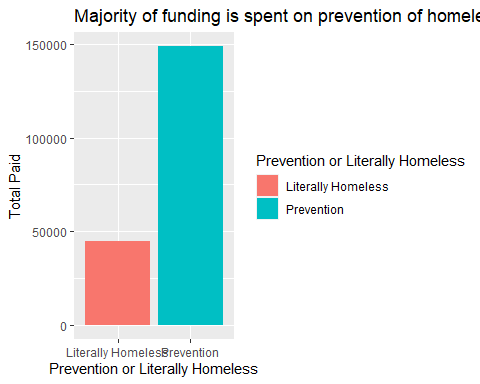 Majority of funding is spent on prevention of homele
150000
100000
50000
0
Total Paid
Literally Homeless
Prevention
Prevention or Literally Homeless
Prevention or Literally Homeless
Literally Homeless
Prevention